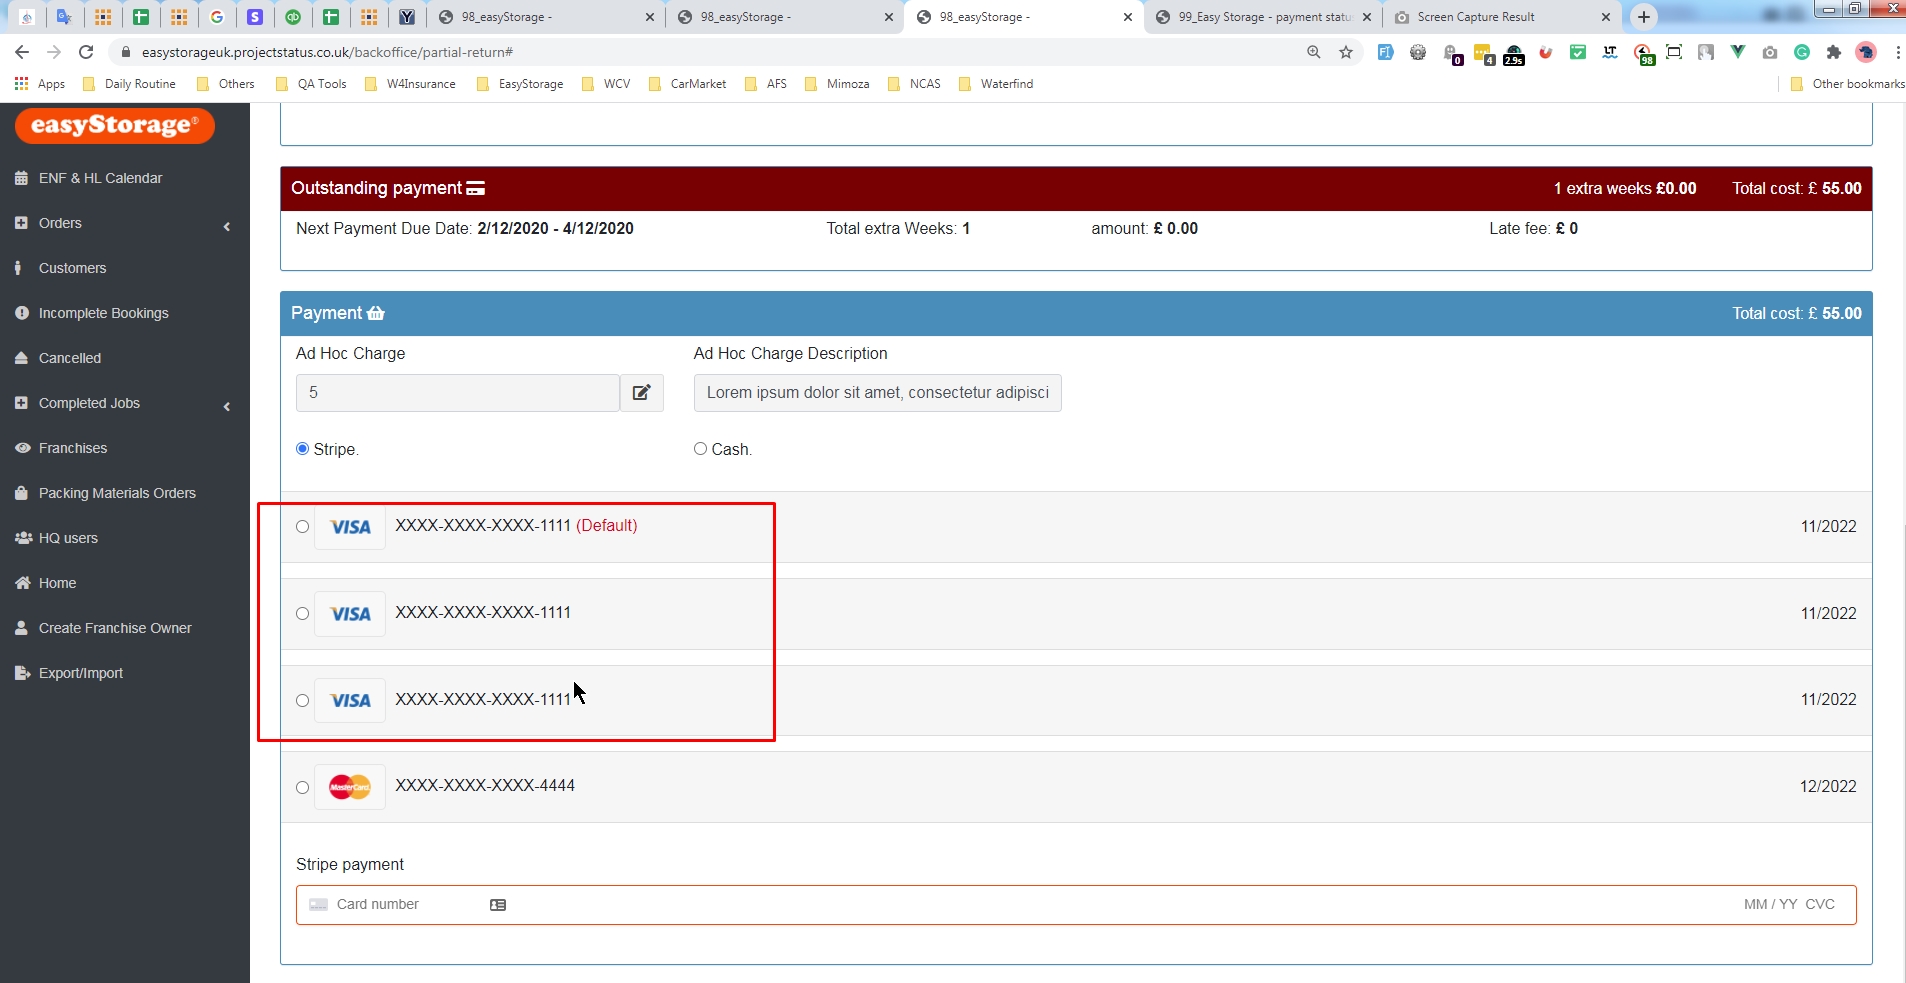 98_easyStorage -
98_easyStorage -
98_easyStorage -
99_Easy Storage - payment statu
Screen Capture Result
easystorageuk.projectstatus.co.uk/backoffice/partial-return#
0
4
2.9s
LT
98
Apps
Daily Routine
Others
QA Tools
W4Insurance
EasyStorage
WCV
CarMarket
AFS
Mimoza
NCAS
Waterfind
Other bookmarks
easyStorage®
ENF & HL Calendar
Orders
Customers
Incomplete Bookings
Cancelled
Completed Jobs
Franchises
Packing Materials Orders
HQ users
Home
Create Franchise Owner
Export/Import
Outstanding payment
1 extra weeks £0.00
Total cost: £ 55.00
Next Payment Due Date: 2/12/2020 - 4/12/2020
Total extra Weeks: 1
amount: £ 0.00
Late fee: £ 0
Payment
Total cost: £ 55.00
Ad Hoc Charge
Ad Hoc Charge Description
5
Lorem ipsum dolor sit amet, consectetur adipisci
Stripe.
Cash.
VISA XXXX-XXXX-XXXX-1111 (Default) 11/2022
VISA XXXX-XXXX-XXXX-1111 11/2022
VISA XXXX-XXXX-XXXX-1111 11/2022
MasterCard XXXX-XXXX-XXXX-4444 12/2022
Stripe payment
Card number
MM / YY CVC